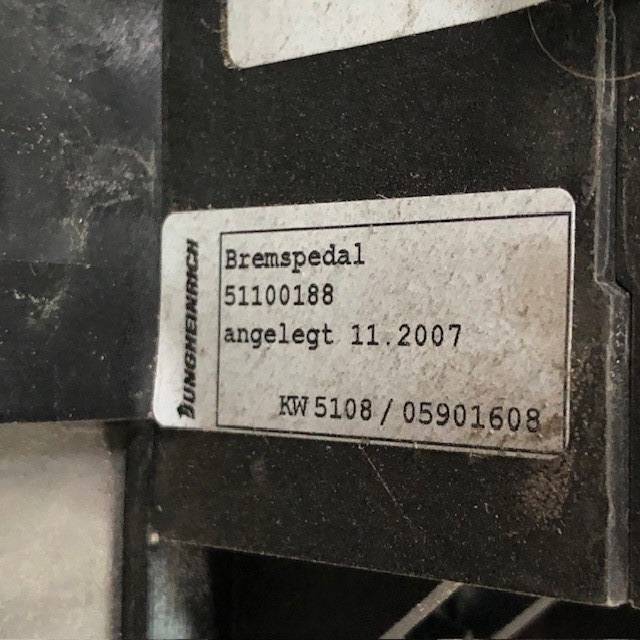 JUNGHEINRICH
Bremspedal
51100188
angelegt 11.2007
KW 5108 / 05901608